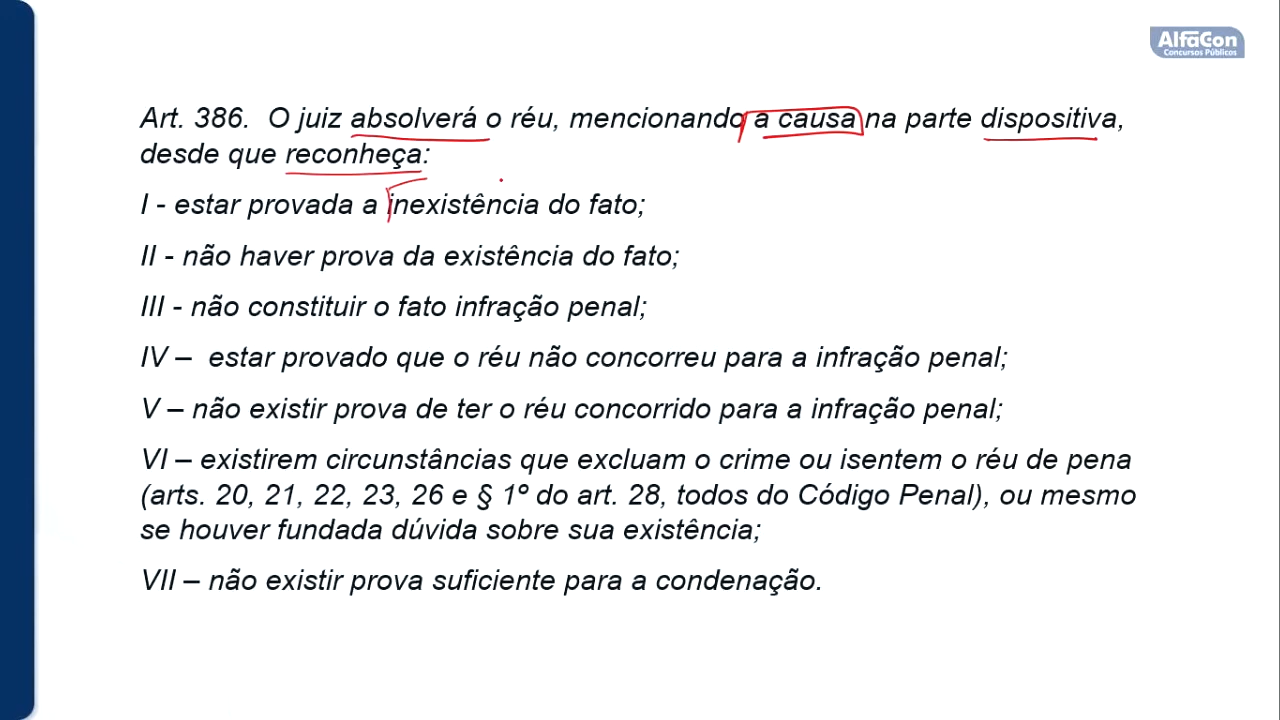 AlfaCon
Concursos Públicos
Art. 386.  O juiz absolverá o réu, mencionando a causa na parte dispositiva,
desde que reconheça:
I - estar provada a inexistência do fato;
II - não haver prova da existência do fato;
III - não constituir o fato infração penal;
IV –  estar provado que o réu não concorreu para a infração penal;
V – não existir prova de ter o réu concorrido para a infração penal;
VI – existirem circunstâncias que excluam o crime ou isentem o réu de pena
(arts. 20, 21, 22, 23, 26 e § 1º do art. 28, todos do Código Penal), ou mesmo
se houver fundada dúvida sobre sua existência;
VII – não existir prova suficiente para a condenação.